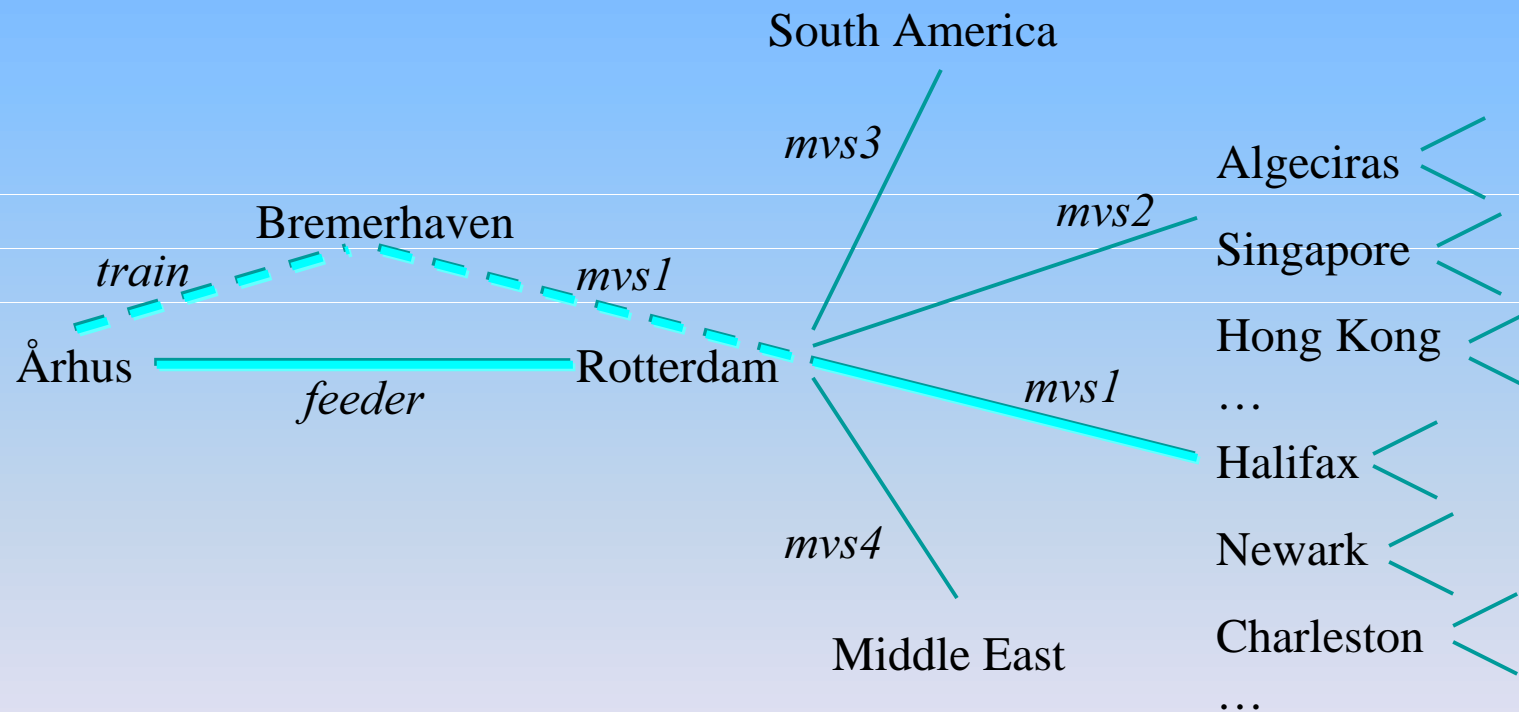 South America
mvs3
Algeciras
mvs2
Bremerhaven
Singapore
train
mvs1
Hong Kong
Århus
Rotterdam
feeder
mvs1
…
Halifax
mvs4
Newark
Middle East
Charleston
…